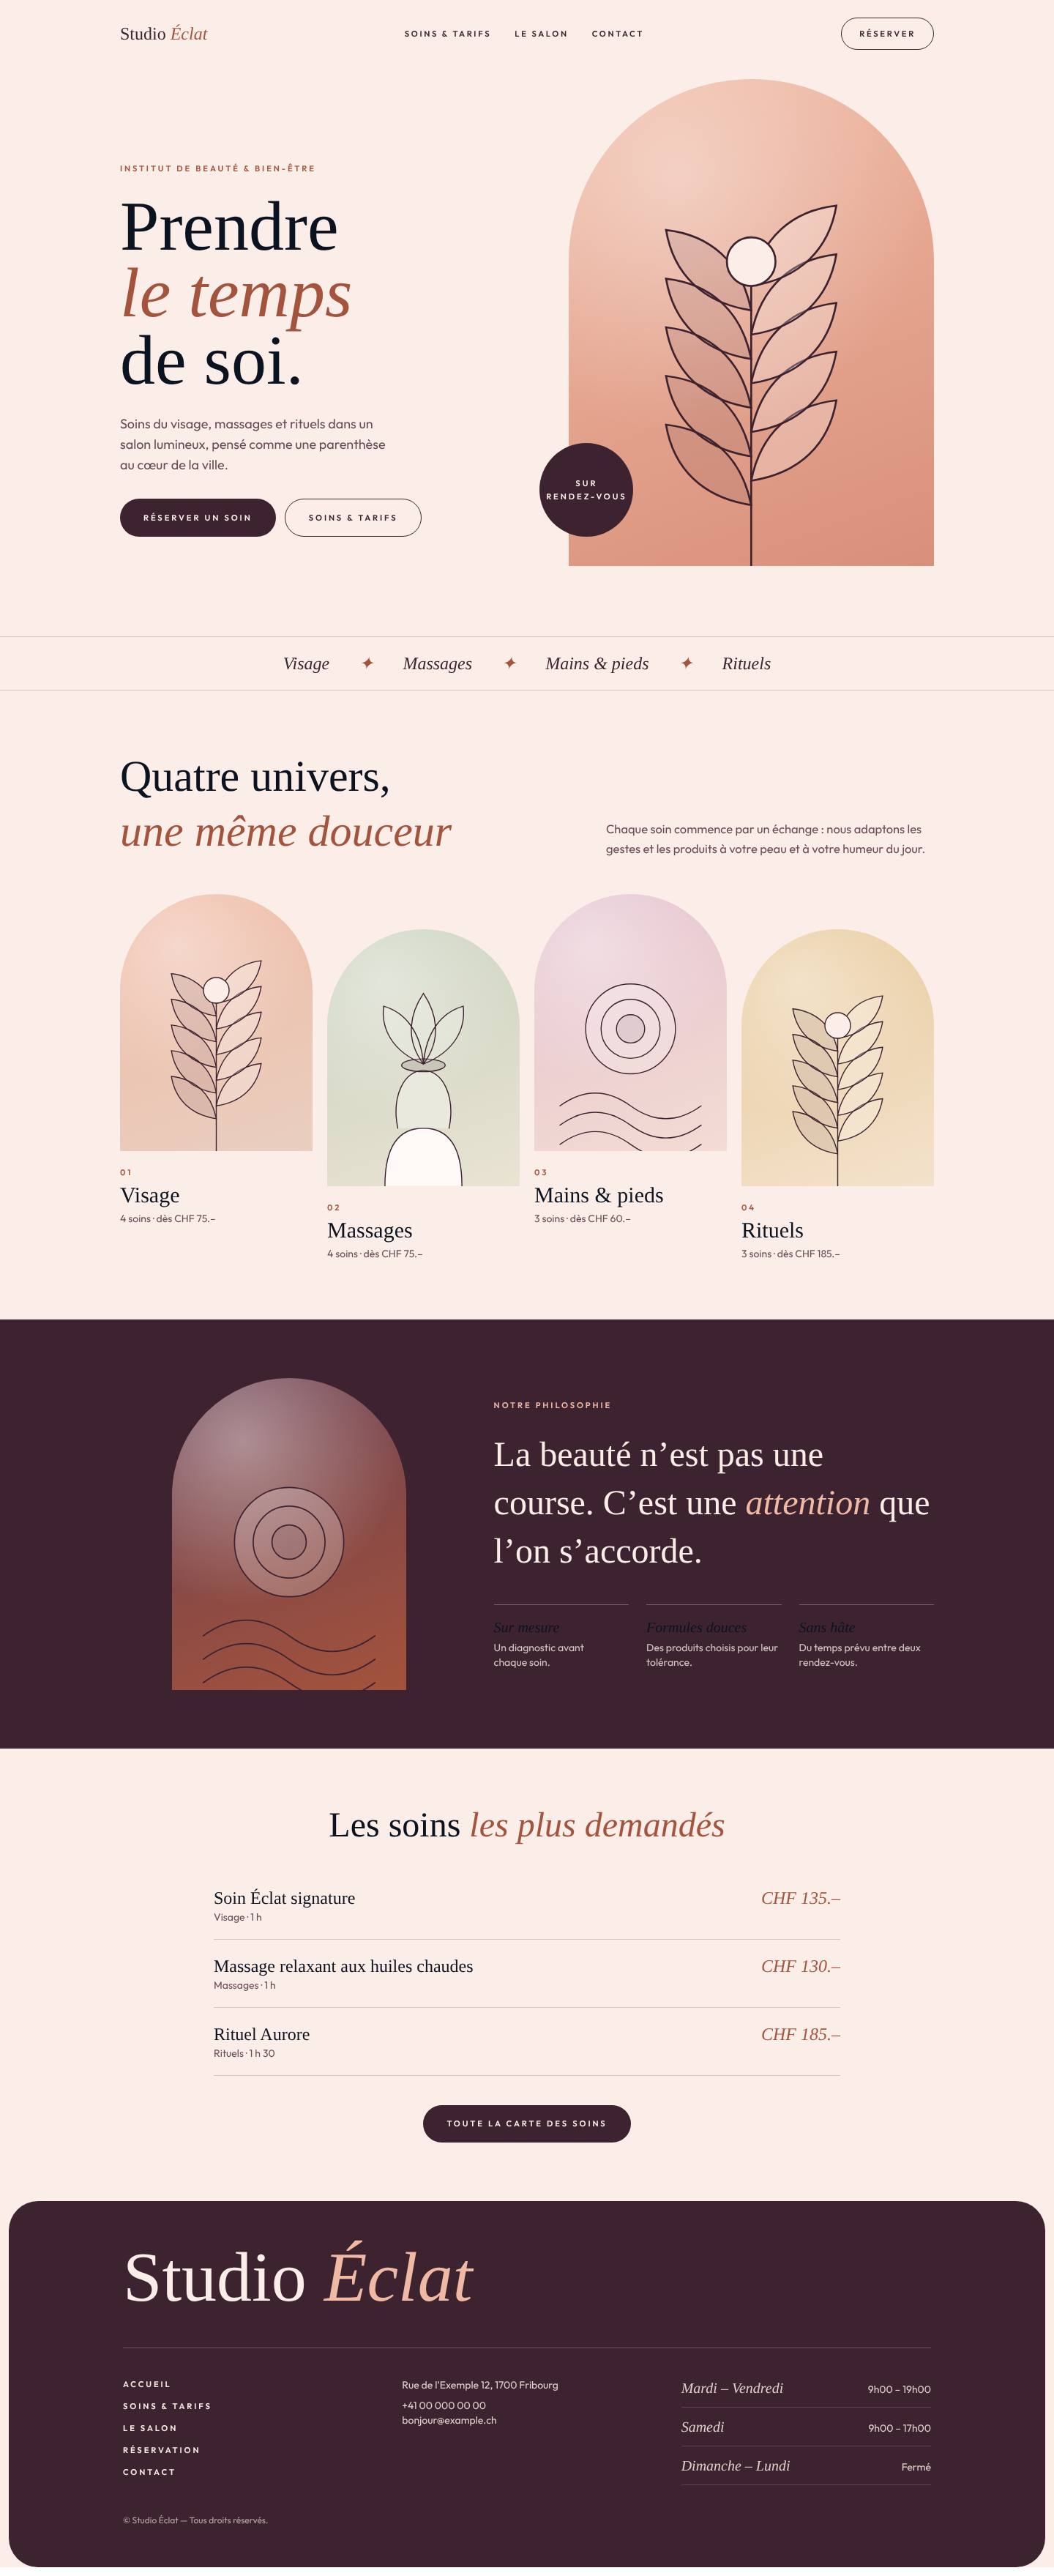 Studio Éclat
SOINS & TARIFS LE SALON CONTACT
RÉSERVER
INSTITUT DE BEAUTÉ & BIEN-ÊTRE
Prendre
le temps
de soi.
Soins du visage, massages et rituels dans un
salon lumineux, pensé comme une parenthèse
au cœur de la ville.
RÉSERVER UN SOIN
SOINS & TARIFS
SUR
RENDEZ-VOUS
Visage ✦ Massages ✦ Mains & pieds ✦ Rituels
Quatre univers,
une même douceur
Chaque soin commence par un échange : nous adaptons les
gestes et les produits à votre peau et à votre humeur du jour.
01
Visage
4 soins · dès CHF 75.–
02
Massages
4 soins · dès CHF 75.–
03
Mains & pieds
3 soins · dès CHF 60.–
04
Rituels
3 soins · dès CHF 185.–
NOTRE PHILOSOPHIE
La beauté n’est pas une
course. C’est une attention que
l’on s’accorde.
Sur mesure
Un diagnostic avant
chaque soin.
Formules douces
Des produits choisis pour leur
tolérance.
Sans hâte
Du temps prévu entre deux
rendez-vous.
Les soins les plus demandés
Soin Éclat signature
Visage · 1 h
CHF 135.–
Massage relaxant aux huiles chaudes
Massages · 1 h
CHF 130.–
Rituel Aurore
Rituels · 1 h 30
CHF 185.–
TOUTE LA CARTE DES SOINS
Studio Éclat
ACCUEIL
SOINS & TARIFS
LE SALON
RÉSERVATION
CONTACT
Rue de l'Exemple 12, 1700 Fribourg
+41 00 000 00 00
bonjour@example.ch
Mardi – Vendredi 9h00 – 19h00
Samedi 9h00 – 17h00
Dimanche – Lundi Fermé
© Studio Éclat — Tous droits réservés.